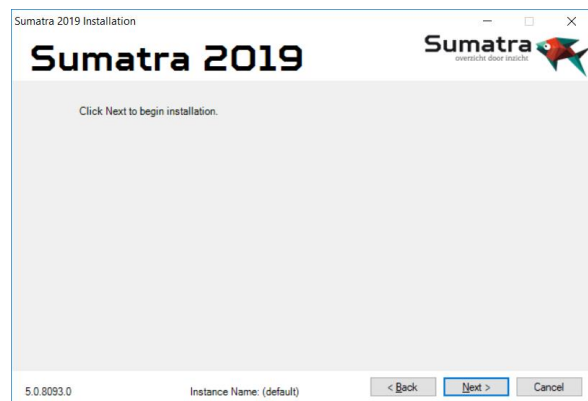 Sumatra 2019 Installation
Sumatra 2019
Sumatra
overzicht door inzicht
Click Next to begin installation.
5.0.8093.0
Instance Name: (default)
< Back
Next >
Cancel